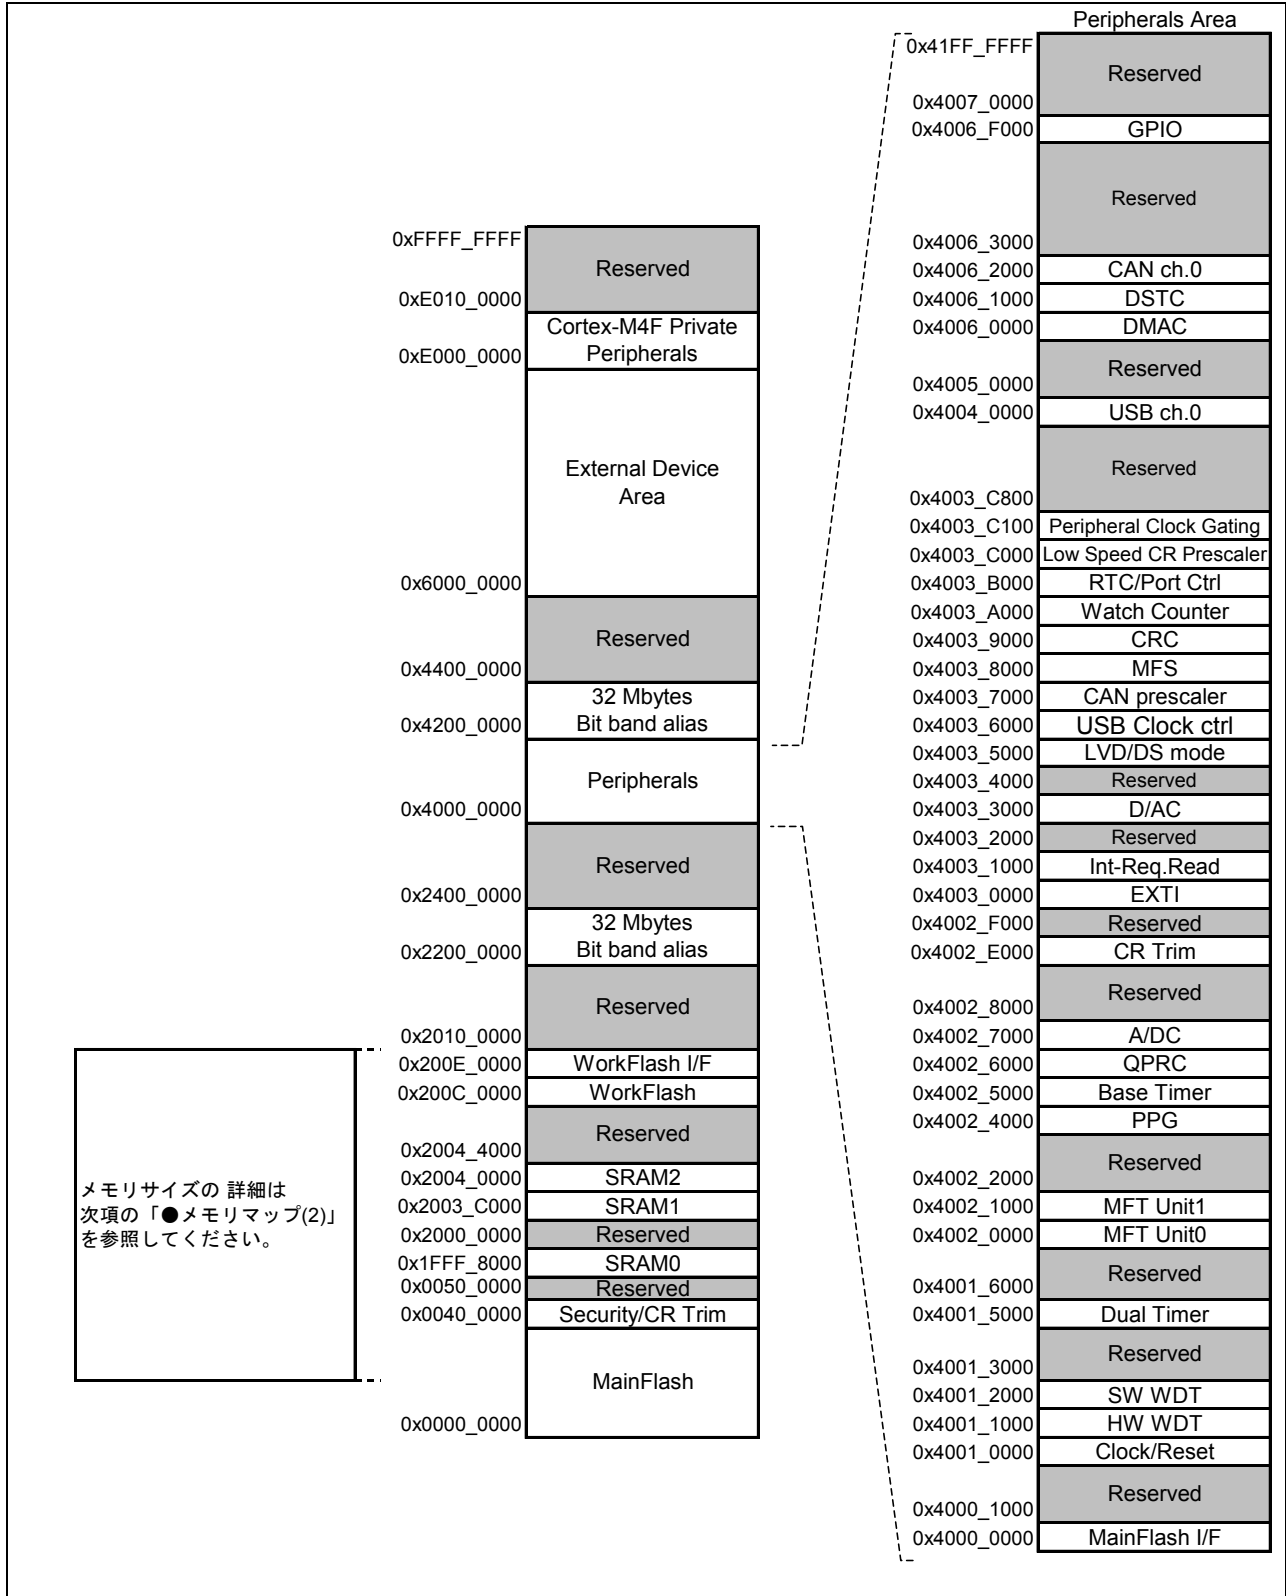 Peripherals Area
0x41FF_FFFF
Reserved
0x4007_0000
0x4006_F000 GPIO
Reserved
0x4006_3000
0x4006_2000 CAN ch.0
0x4006_1000 DSTC
0x4006_0000 DMAC
Reserved
0x4005_0000
0x4004_0000 USB ch.0
Reserved
0x4003_C800
0x4003_C100 Peripheral Clock Gating
0x4003_C000 Low Speed CR Prescaler
0x4003_B000 RTC/Port Ctrl
0x4003_A000 Watch Counter
0x4003_9000 CRC
0x4003_8000 MFS
0x4003_7000 CAN prescaler
0x4003_6000 USB Clock ctrl
0x4003_5000 LVD/DS mode
0x4003_4000 Reserved
0x4003_3000 D/AC
0x4003_2000 Reserved
0x4003_1000 Int-Req.Read
0x4003_0000 EXTI
0x4002_F000 Reserved
0x4002_E000 CR Trim
Reserved
0x4002_8000
0x4002_7000 A/DC
0x4002_6000 QPRC
0x4002_5000 Base Timer
0x4002_4000 PPG
Reserved
0x4002_2000
0x4002_1000 MFT Unit1
0x4002_0000 MFT Unit0
Reserved
0x4001_6000
0x4001_5000 Dual Timer
Reserved
0x4001_3000
0x4001_2000 SW WDT
0x4001_1000 HW WDT
0x4001_0000 Clock/Reset
Reserved
0x4000_1000
0x4000_0000 MainFlash I/F
0xFFFF_FFFF
Reserved
0xE010_0000
Cortex-M4F Private
Peripherals
0xE000_0000
External Device
Area
0x6000_0000
Reserved
0x4400_0000
32 Mbytes
Bit band alias
0x4200_0000
Peripherals
0x4000_0000
Reserved
0x2400_0000
32 Mbytes
Bit band alias
0x2200_0000
Reserved
0x2010_0000
0x200E_0000 WorkFlash I/F
0x200C_0000 WorkFlash
Reserved
0x2004_4000
0x2004_0000 SRAM2
0x2003_C000 SRAM1
0x2000_0000 Reserved
0x1FFF_8000 SRAM0
0x0050_0000 Reserved
0x0040_0000 Security/CR Trim
MainFlash
0x0000_0000
メモリサイズの 詳細は
次項の「●メモリマップ(2)」
を参照してください。